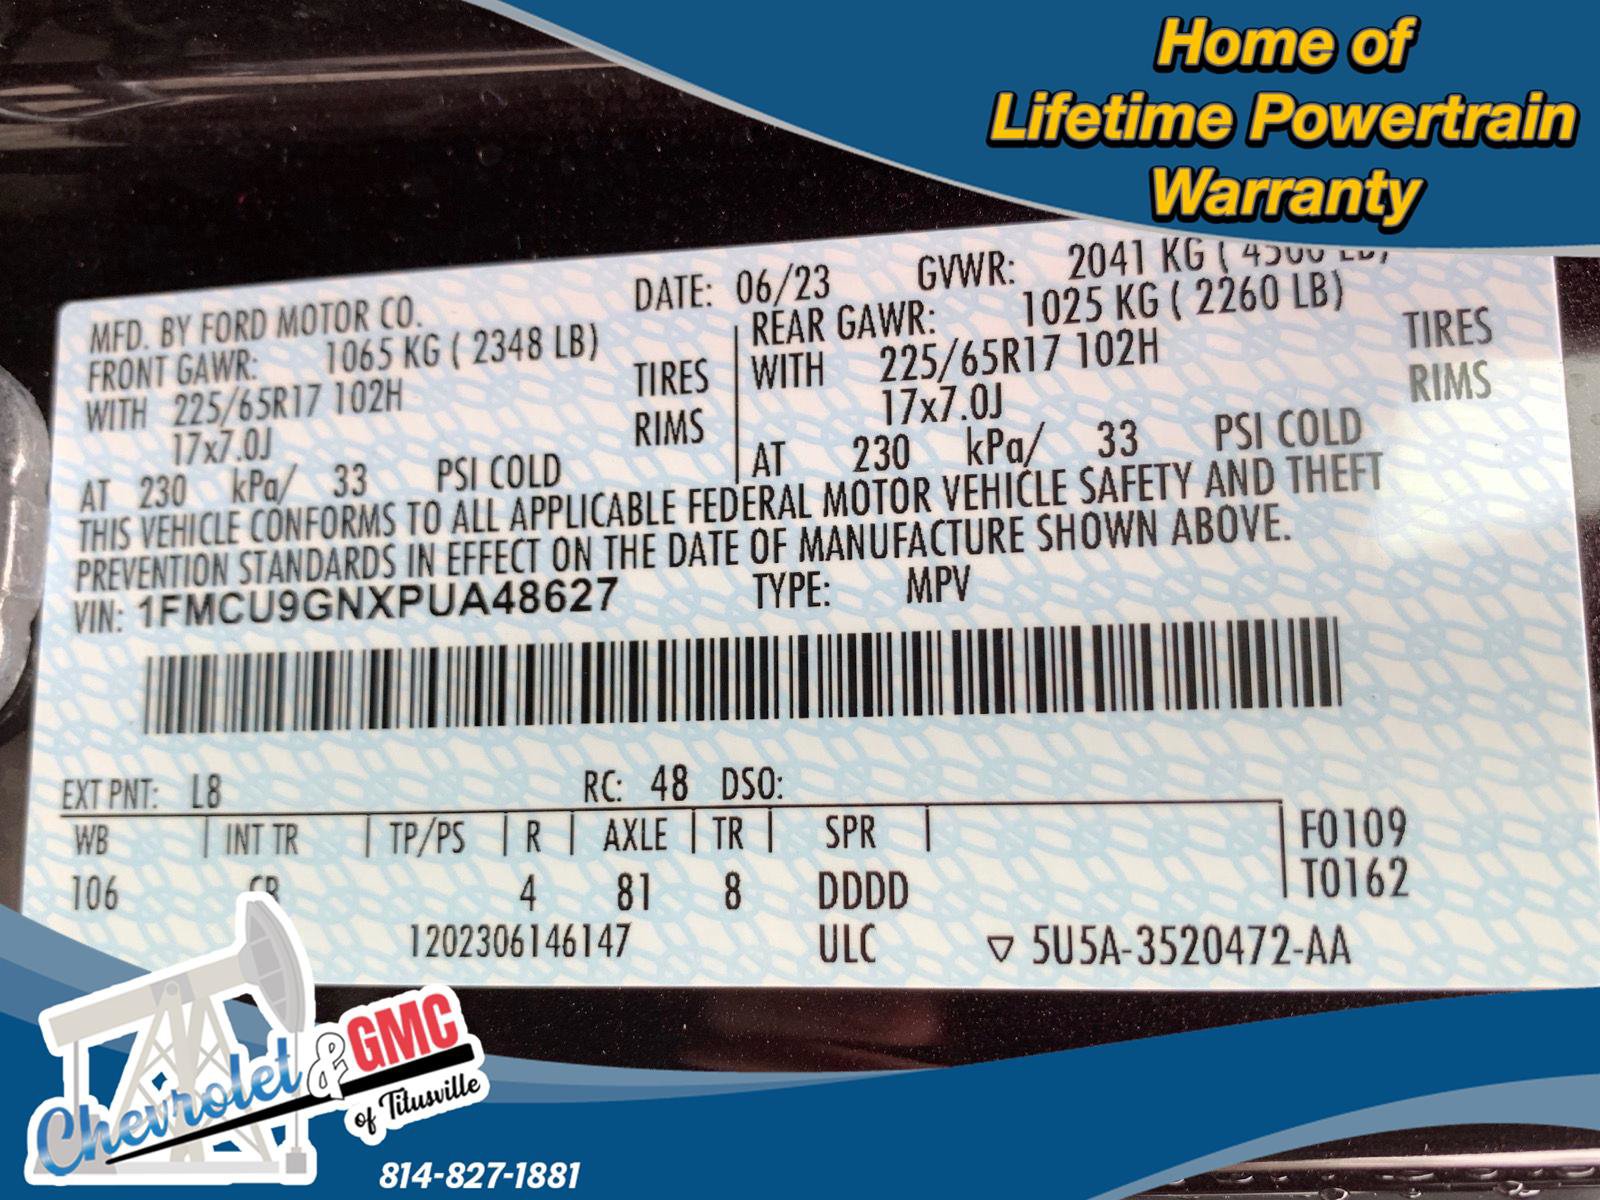 Home of
Lifetime Powertrain
Warranty
MFD. BY FORD MOTOR CO. DATE: 06/23 GVWR: 2041 KG ( 4500 LB)
FRONT GAWR: 1065 KG ( 2348 LB) REAR GAWR: 1025 KG ( 2260 LB)
WITH 225/65R17 102H TIRES WITH 225/65R17 102H TIRES
17x7.0J RIMS 17x7.0J RIMS
AT 230 kPa/ 33 PSI COLD AT 230 kPa/ 33 PSI COLD
THIS VEHICLE CONFORMS TO ALL APPLICABLE FEDERAL MOTOR VEHICLE SAFETY AND THEFT
PREVENTION STANDARDS IN EFFECT ON THE DATE OF MANUFACTURE SHOWN ABOVE.
VIN: 1FMCU9GNXPUA48627 TYPE: MPV
EXT PNT: L8 RC: 48 DSO:
WB INT TR TP/PS R AXLE TR SPR F0109
106 4 81 8 DDDD T0162
1202306146147 ULC ▽ 5U5A-3520472-AA
Chevrolet & GMC
of Titusville
814-827-1881